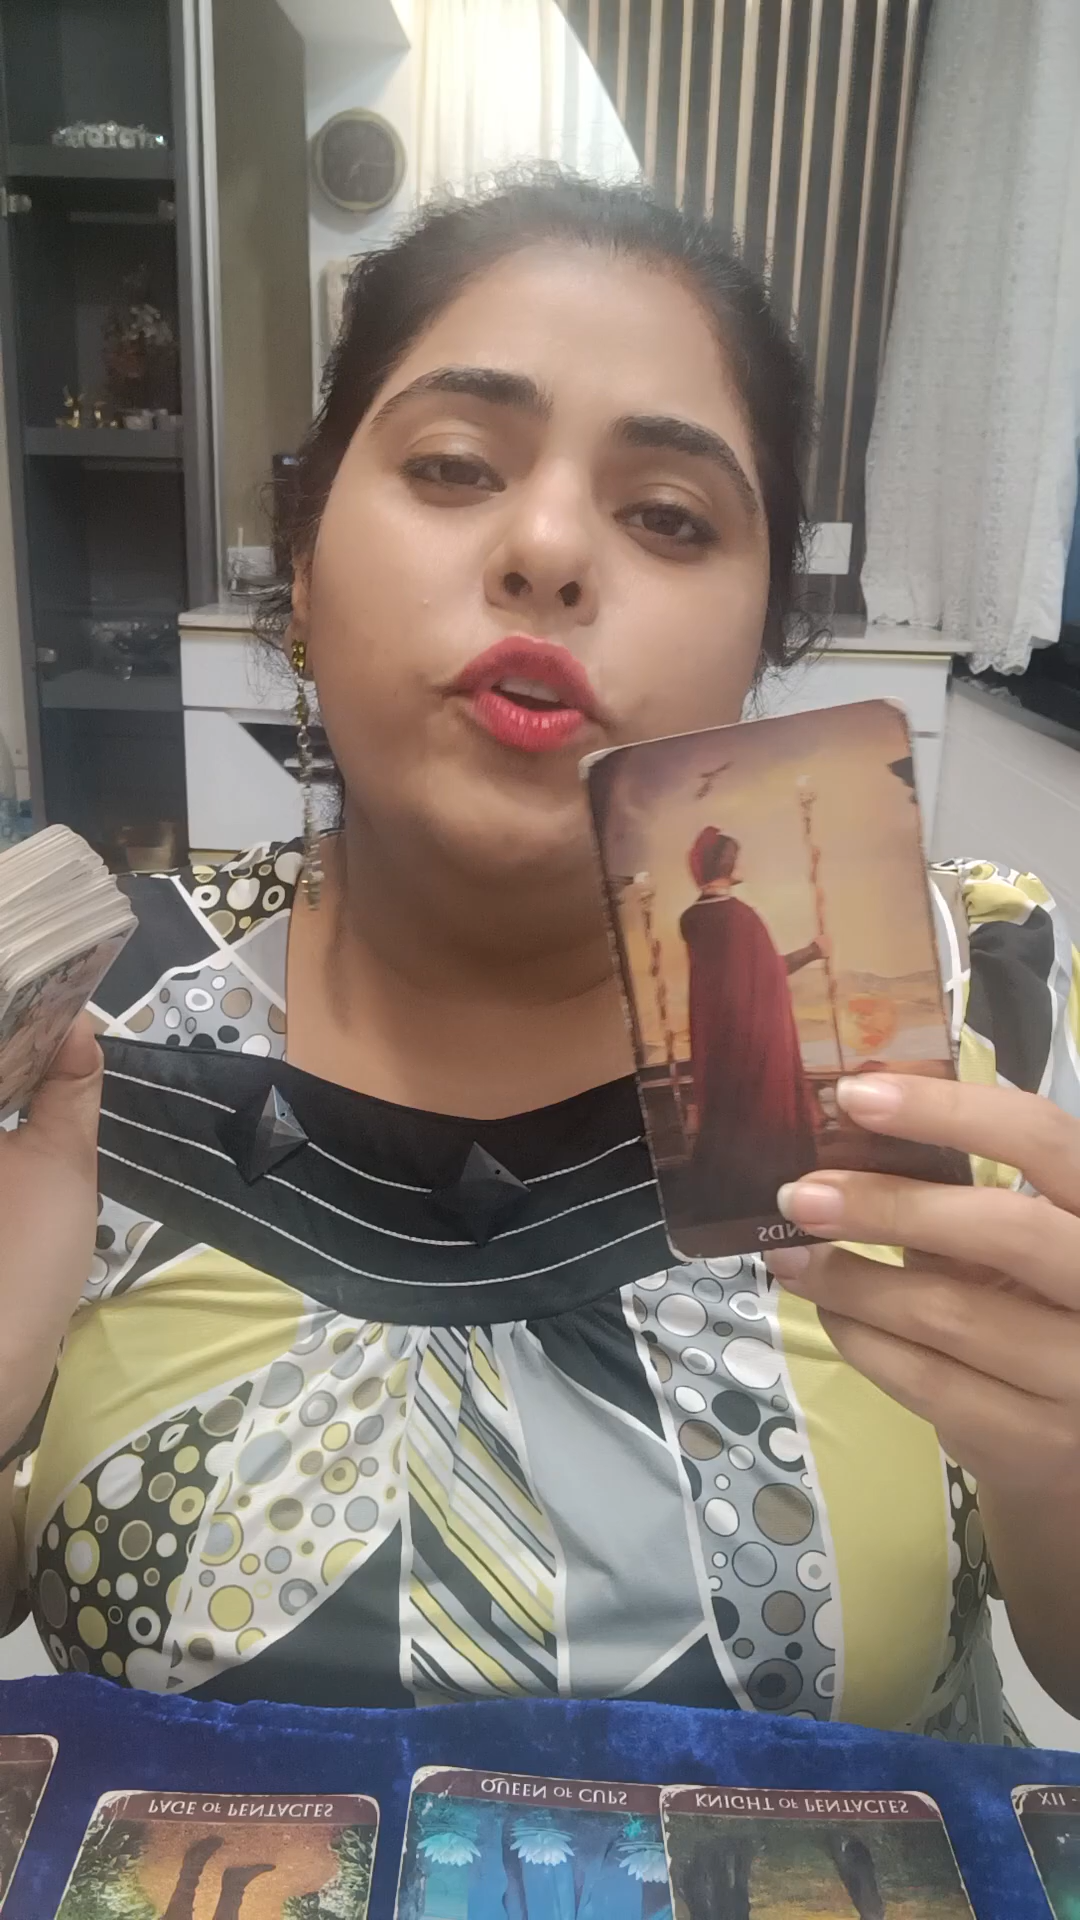 PAGE OF PENTACLES
QUEEN OF CUPS
KNIGHT OF PENTACLES
XII -